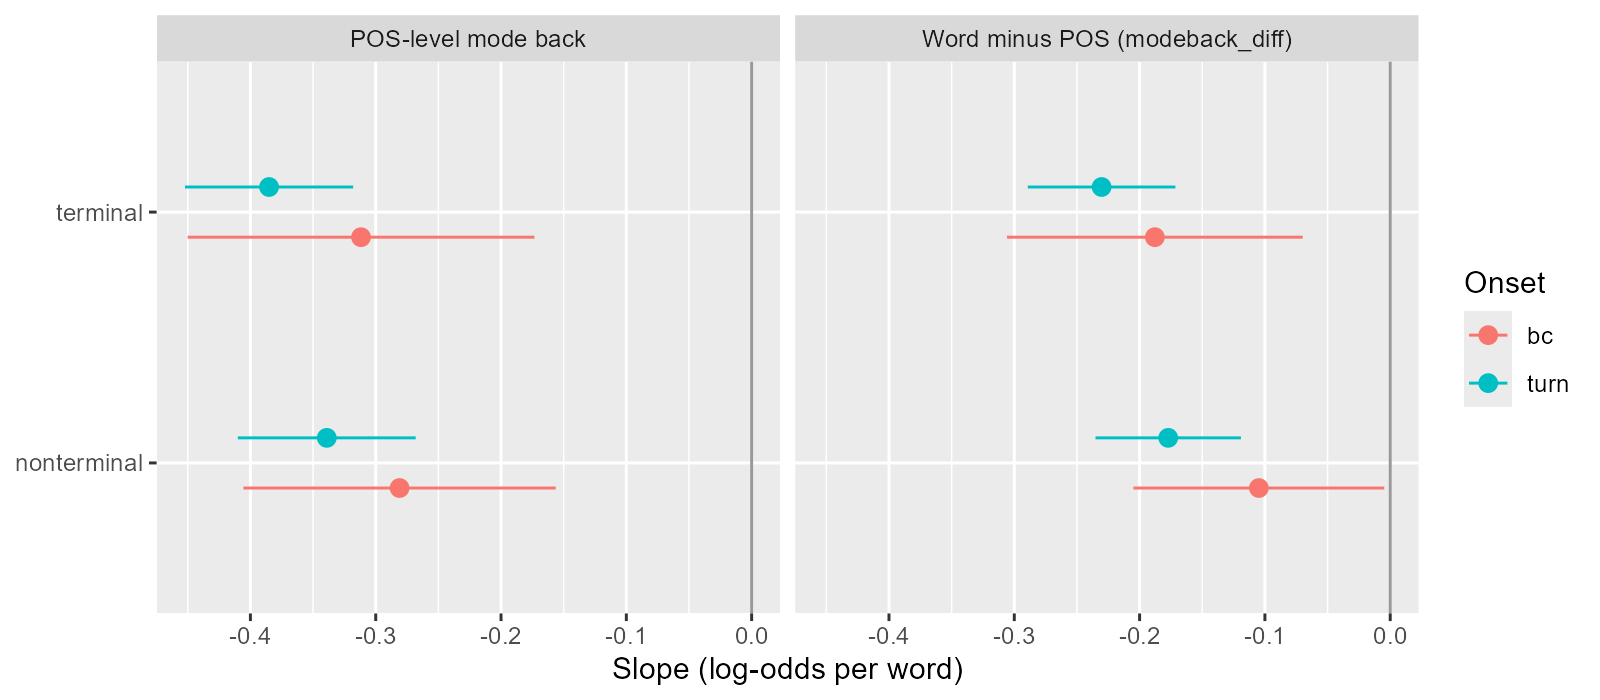 POS-level mode back
Word minus POS (modeback_diff)
terminal
nonterminal
-0.4 -0.3 -0.2 -0.1 0.0
-0.4 -0.3 -0.2 -0.1 0.0
Slope (log-odds per word)
Onset
bc
turn